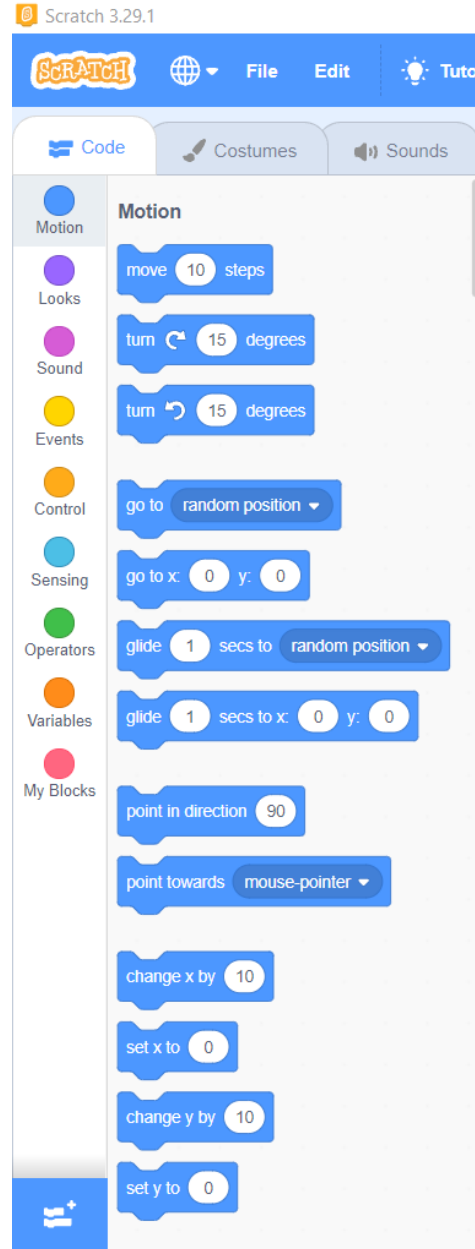 Scratch 3.29.1
SCRATCH File Edit Tuto
Code Costumes Sounds
Motion
Looks
Sound
Events
Control
Sensing
Operators
Variables
My Blocks
Motion
move 10 steps
turn 15 degrees
turn 15 degrees
go to random position
go to x: 0 y: 0
glide 1 secs to random position
glide 1 secs to x: 0 y: 0
point in direction 90
point towards mouse-pointer
change x by 10
set x to 0
change y by 10
set y to 0